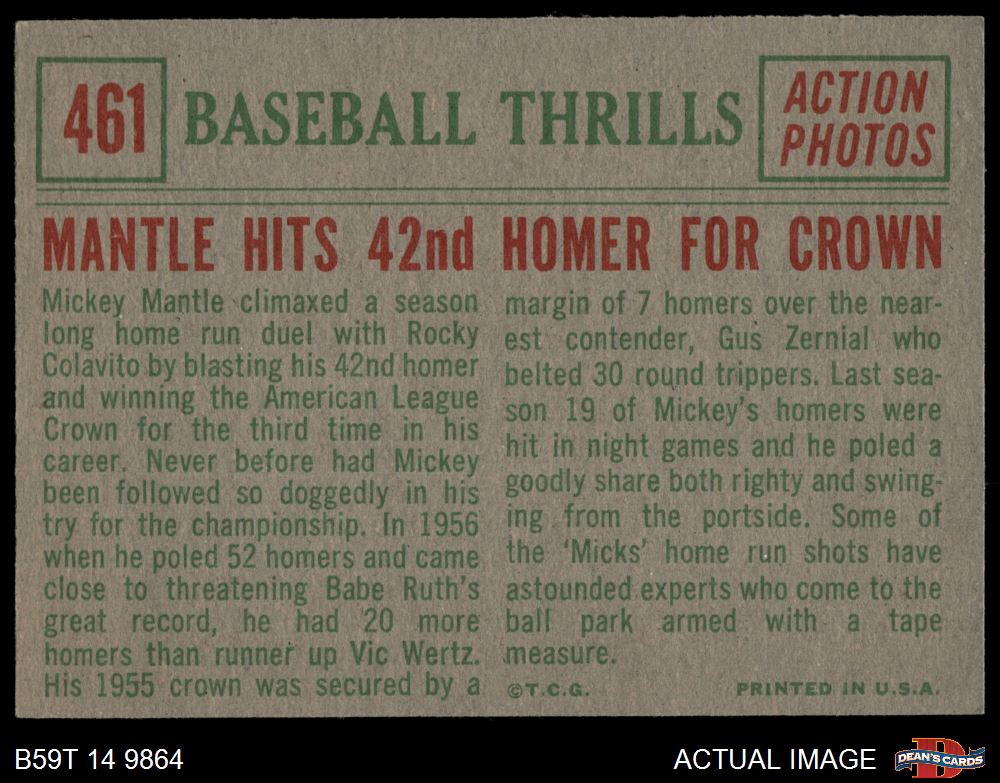 461
BASEBALL THRILLS
ACTION
PHOTOS
MANTLE HITS 42nd HOMER FOR CROWN
Mickey Mantle climaxed a season
long home run duel with Rocky
Colavito by blasting his 42nd homer
and winning the American League
Crown for the third time in his
career. Never before had Mickey
been followed so doggedly in his
try for the championship. In 1956
when he poled 52 homers and came
close to threatening Babe Ruth's
great record, he had 20 more
homers than runner up Vic Wertz.
His 1955 crown was secured by a
margin of 7 homers over the near-
est contender, Gus Zernial who
belted 30 round trippers. Last sea-
son 19 of Mickey's homers were
hit in night games and he poled a
goodly share both righty and swing-
ing from the portside. Some of
the 'Micks' home run shots have
astounded experts who come to the
ball park armed with a tape
measure.
©T.C.G.
PRINTED IN U.S.A.
B59T 14 9864
ACTUAL IMAGE
D
DEAN'S CARDS